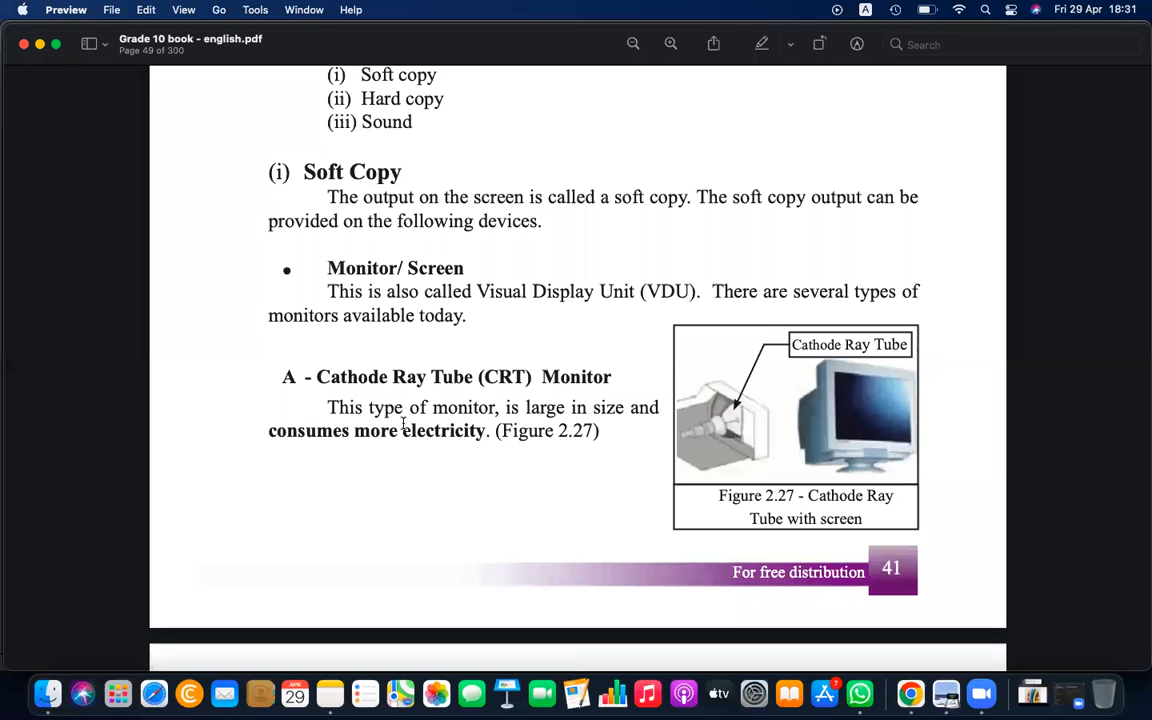 Preview File Edit View Go Tools Window Help A Fri 29 Apr 18:31
Grade 10 book - english.pdf
Page 49 of 300
Search
(i) Soft copy
(ii) Hard copy
(iii) Sound
(i) Soft Copy
The output on the screen is called a soft copy. The soft copy output can be
provided on the following devices.
• Monitor/ Screen
This is also called Visual Display Unit (VDU). There are several types of
monitors available today.
Cathode Ray Tube
A - Cathode Ray Tube (CRT) Monitor
This type of monitor, is large in size and
consumes more electricity. (Figure 2.27)
Figure 2.27 - Cathode Ray
Tube with screen
For free distribution 41
APR
29
tv
7